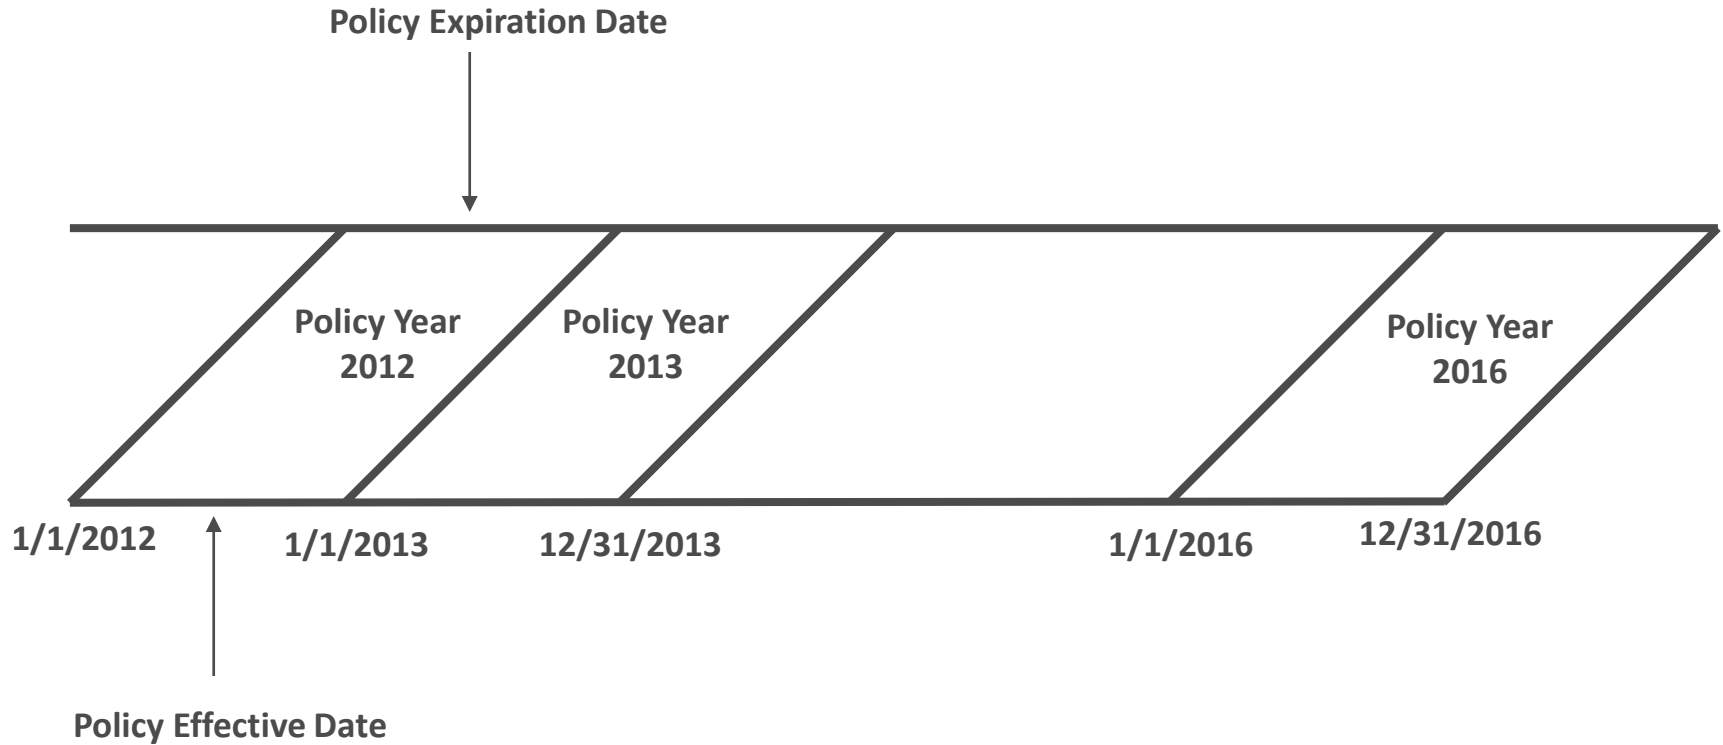 Policy Expiration Date
Policy Year
2012
Policy Year
2013
Policy Year
2016
1/1/2012
1/1/2013
12/31/2013
1/1/2016
12/31/2016
Policy Effective Date